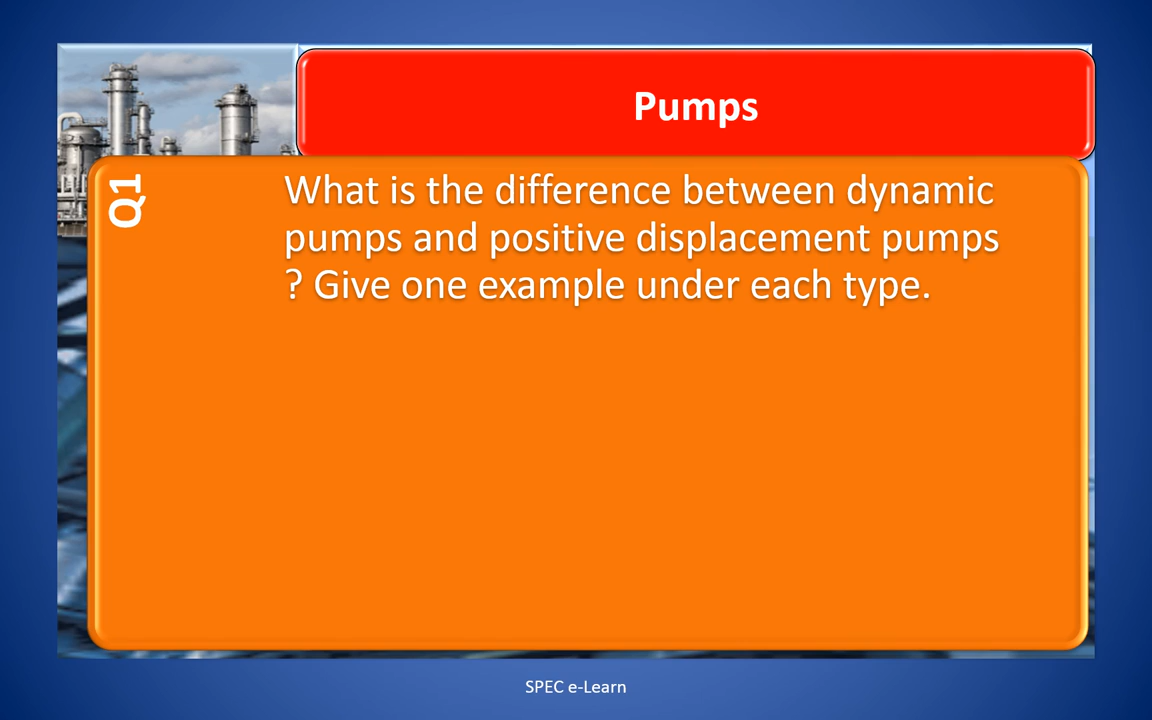 Pumps
Q1
What is the difference between dynamic
pumps and positive displacement pumps
? Give one example under each type.
SPEC e-Learn